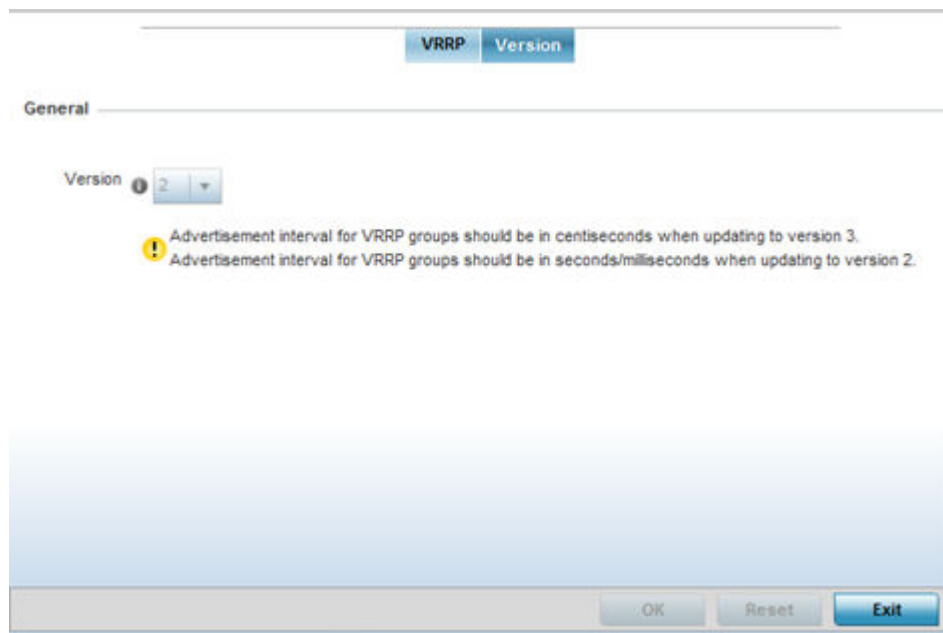 VRRP Version
General
Version 2
Advertisement interval for VRRP groups should be in centiseconds when updating to version 3.
Advertisement interval for VRRP groups should be in seconds/milliseconds when updating to version 2.
OK Reset Exit